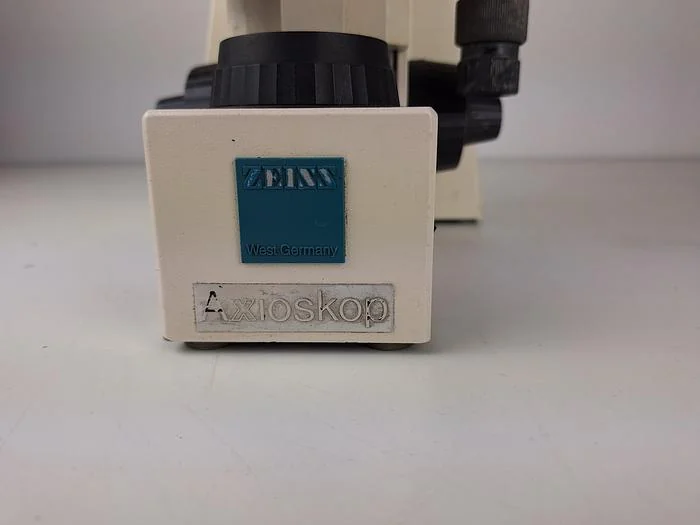 ZEISS
West Germany
Axioskop